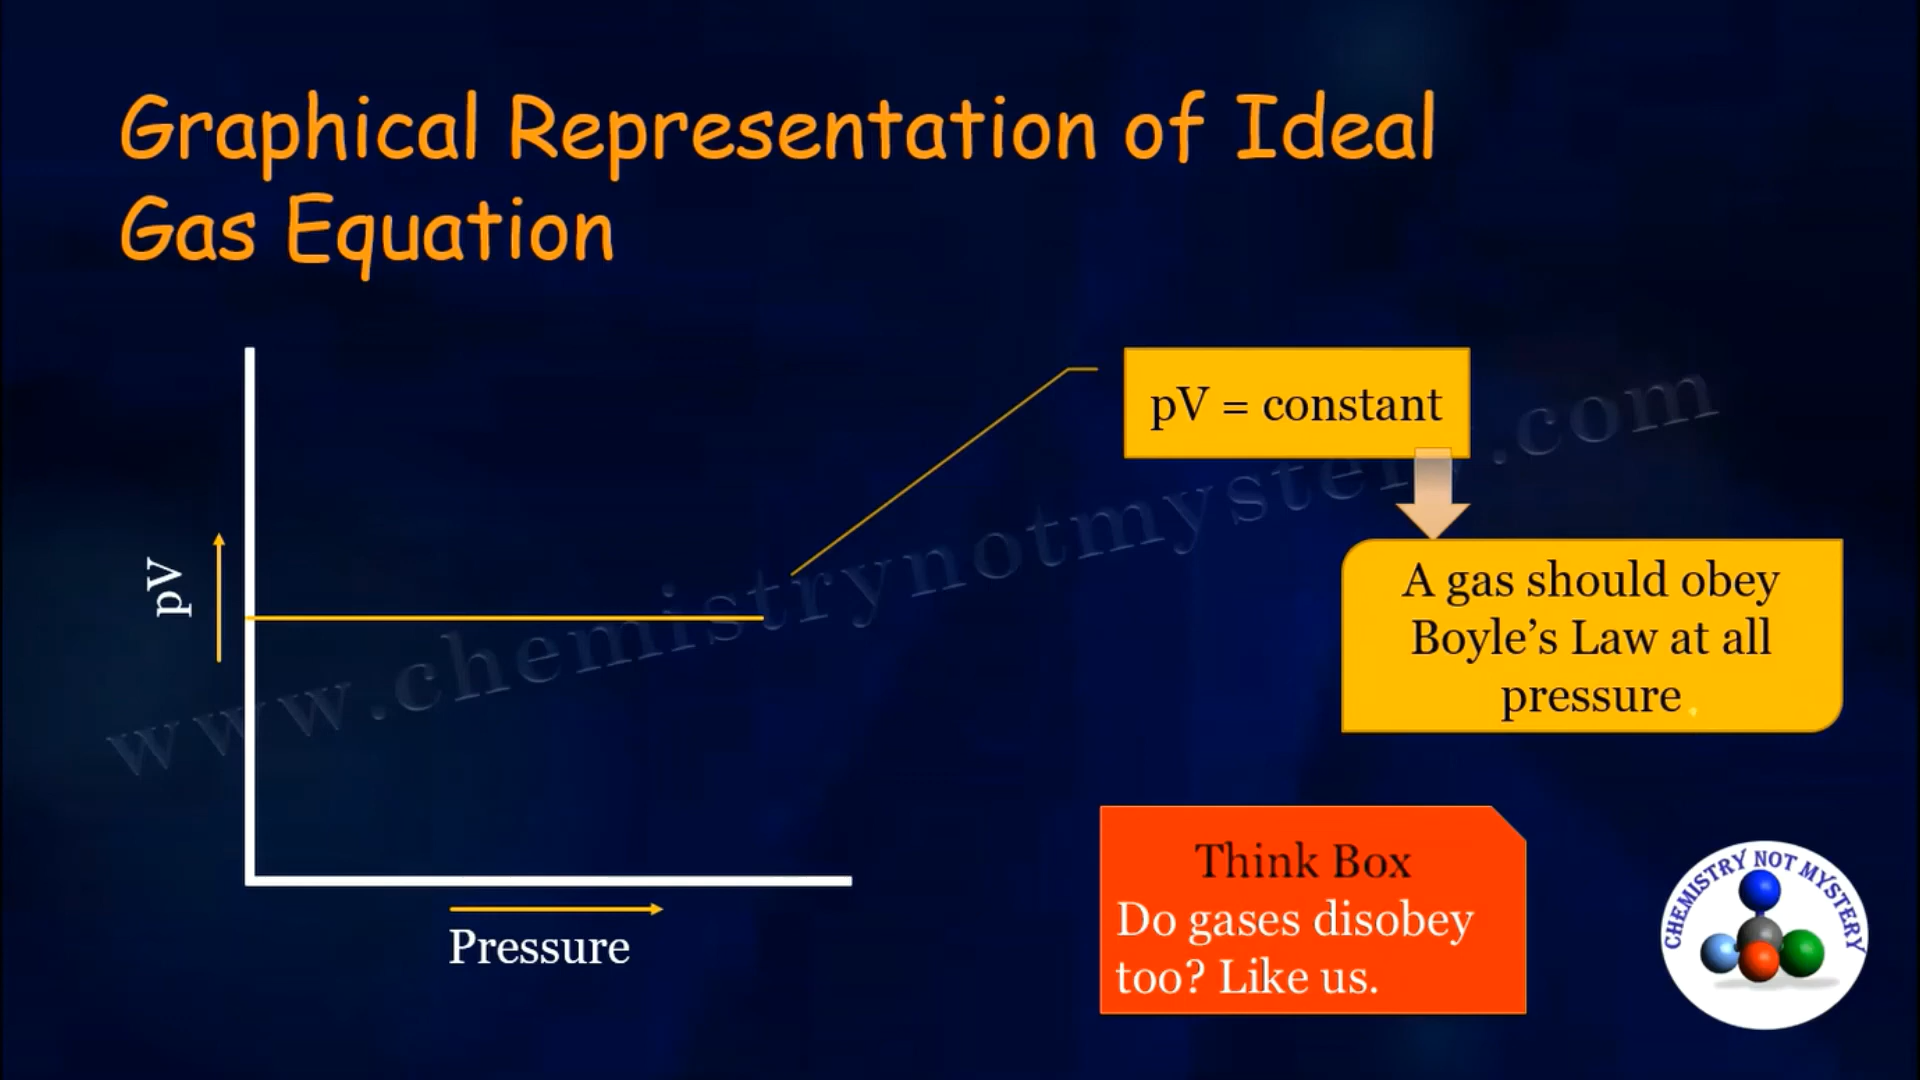 Graphical Representation of Ideal
Gas Equation
pV = constant
www.chemistrynotmystery.com
A gas should obey
Boyle’s Law at all
pressure
pV
Pressure
Think Box
Do gases disobey
too? Like us.
CHEMISTRY NOT MYSTERY